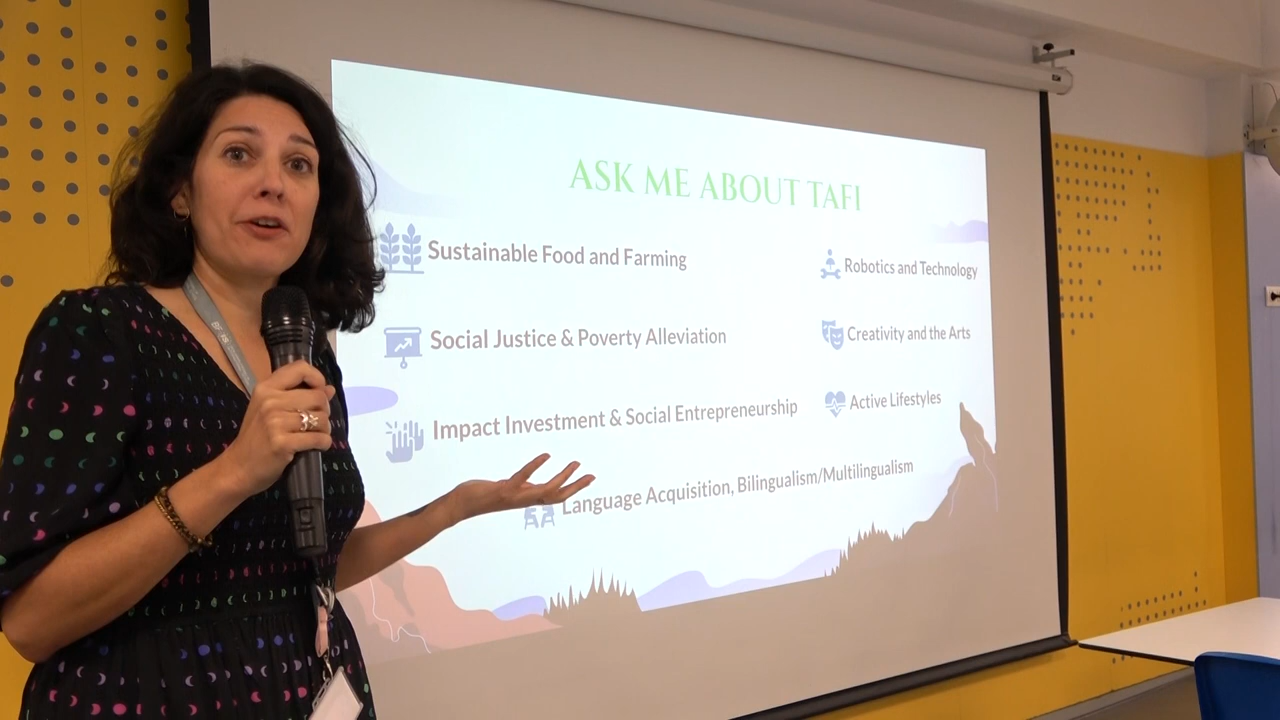 ASK ME ABOUT TAFI
Sustainable Food and Farming
Robotics and Technology
Social Justice & Poverty Alleviation
Creativity and the Arts
Impact Investment & Social Entrepreneurship
Active Lifestyles
Language Acquisition, Bilingualism/Multilingualism